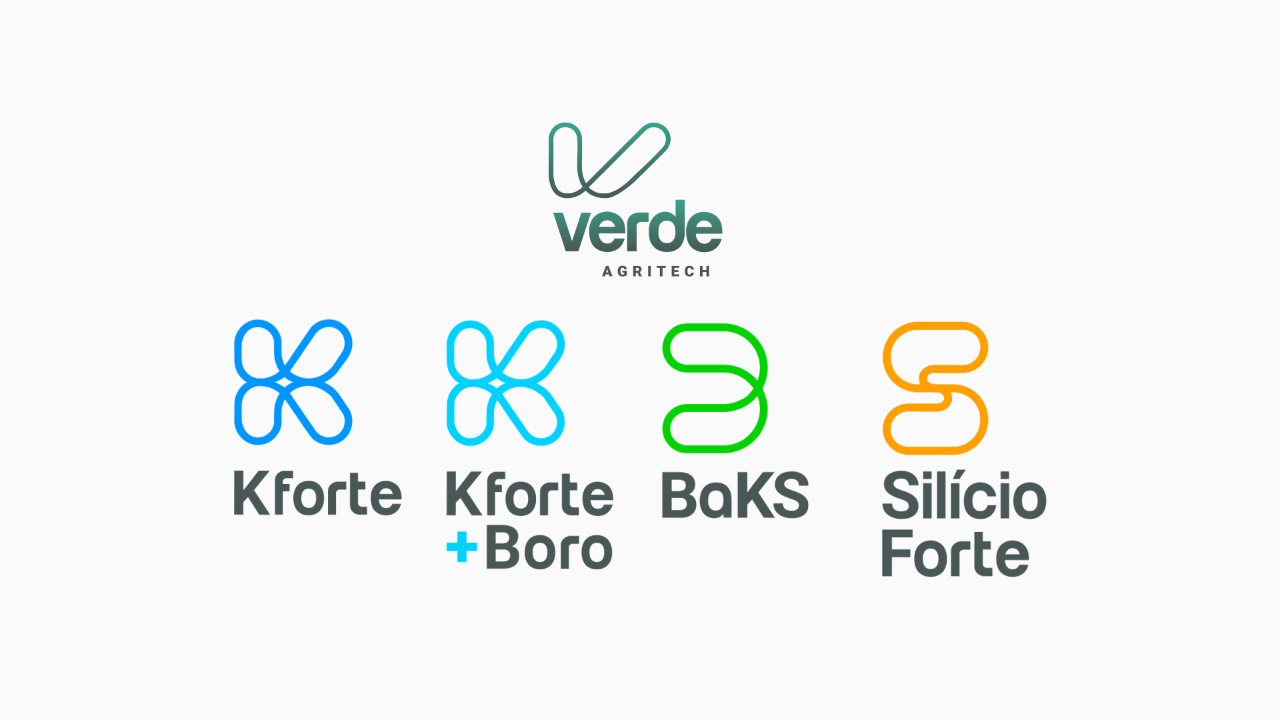 verde
AGRITECH
Kforte
Kforte
+Boro
BaKS
Silício
Forte